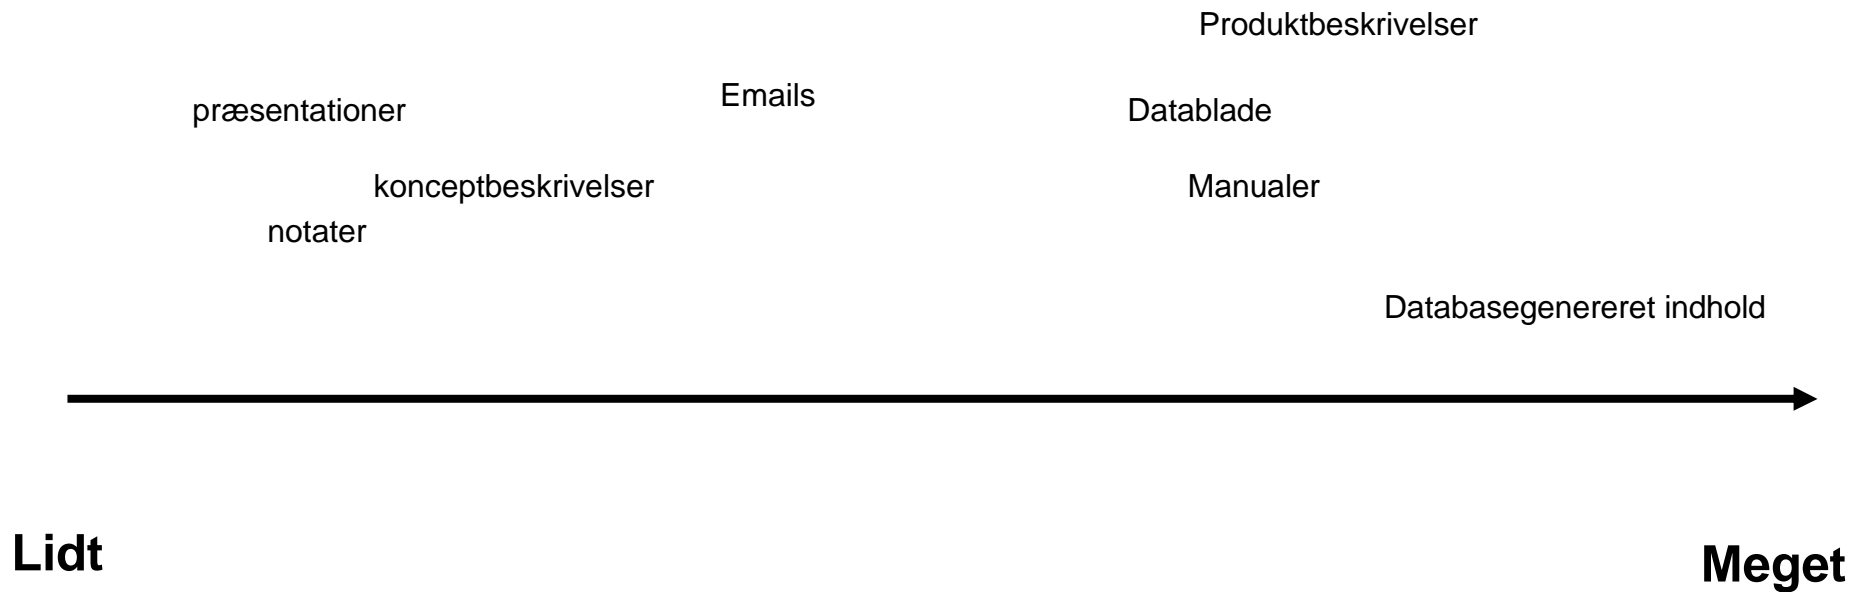 Produktbeskrivelser
Emails
præsentationer
Datablade
konceptbeskrivelser
Manualer
notater
Databasegenereret indhold
Lidt
Meget